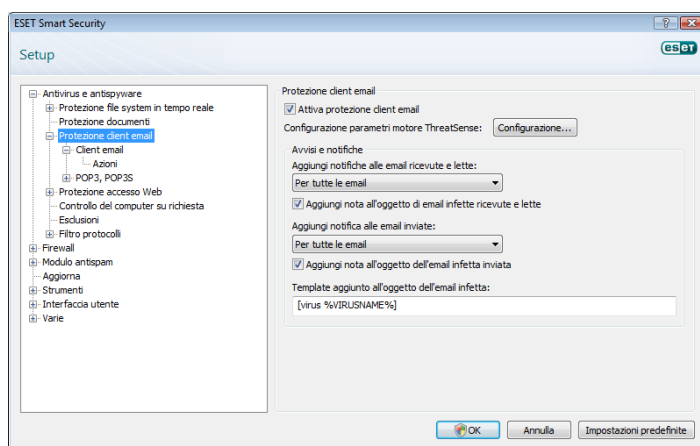 ESET Smart Security
Setup
eseT
Antivirus e antispyware
Protezione file system in tempo reale
Protezione documenti
Protezione client email
Client email
Azioni
POP3, POP3S
Protezione accesso Web
Controllo del computer su richiesta
Esclusioni
Filtro protocolli
Firewall
Modulo antispam
Aggiorna
Strumenti
Interfaccia utente
Varie
Protezione client email
Attiva protezione client email
Configurazione parametri motore ThreatSense: Configurazione...
Avvisi e notifiche
Aggiungi notifiche alle email ricevute e lette:
Per tutte le email
Aggiungi nota all'oggetto di email infette ricevute e lette
Aggiungi notifica alle email inviate:
Per tutte le email
Aggiungi nota all'oggetto dell'email infetta inviata
Template aggiunto all'oggetto dell'email infetta:
[virus %VIRUSNAME%]
OK Annulla Impostazioni predefinite